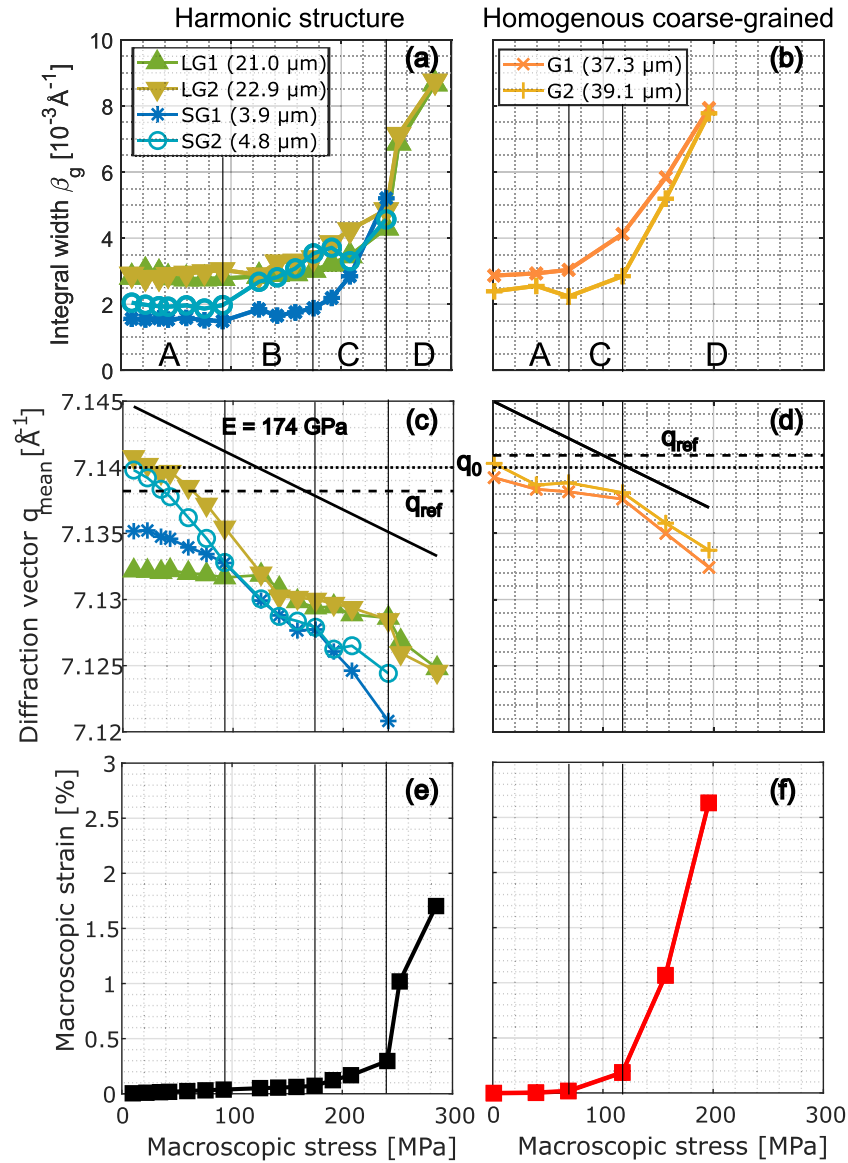 Harmonic structure
Homogenous coarse-grained
Integral width β_g [10⁻³Å⁻¹]
10
8
6
4
2
0
LG1 (21.0 μm)
LG2 (22.9 μm)
SG1 (3.9 μm)
SG2 (4.8 μm)
(a)
A
B
C
D
G1 (37.3 μm)
G2 (39.1 μm)
(b)
A
C
D
Diffraction vector q_mean [Å⁻¹]
7.145
7.14
7.135
7.13
7.125
7.12
E = 174 GPa
(c)
q_ref
q_0
(d)
q_ref
Macroscopic strain [%]
3
2.5
2
1.5
1
0.5
0
(e)
(f)
0
100
200
300
Macroscopic stress [MPa]
0
100
200
300
Macroscopic stress [MPa]